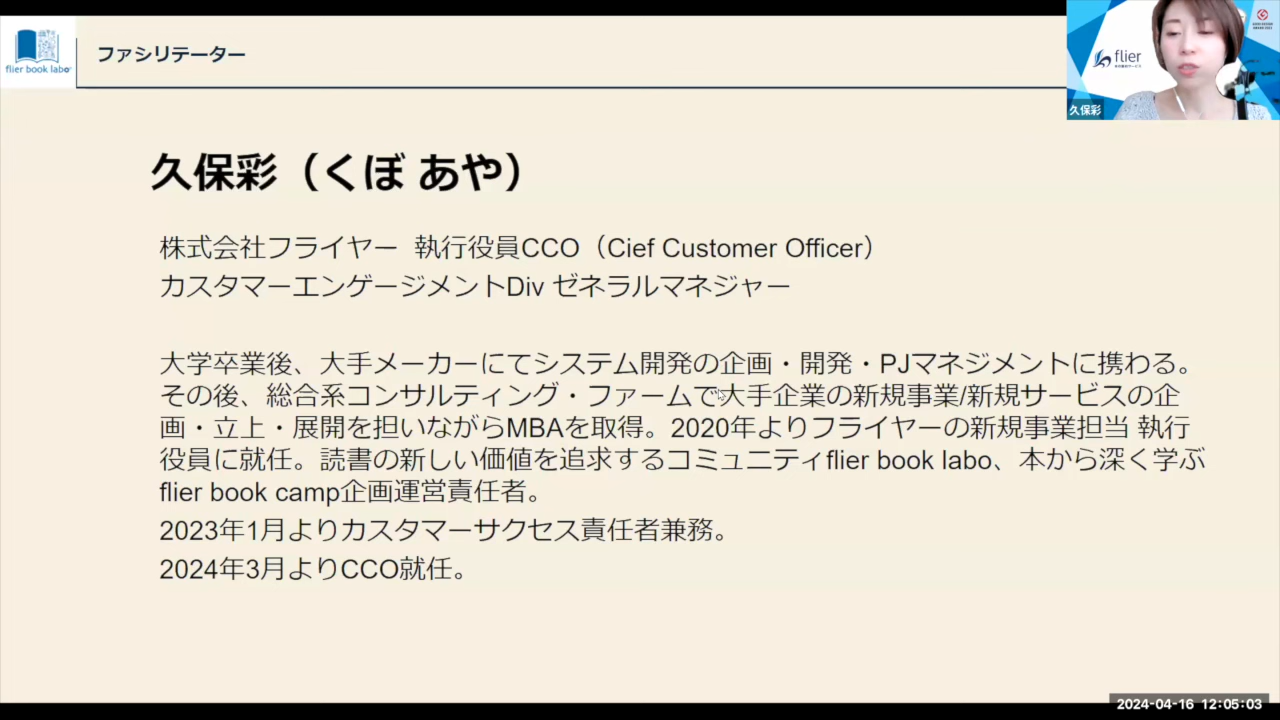 flier book labo
ファシリテーター
flier
久保彩
久保彩（くぼ あや）
株式会社フライヤー 執行役員CCO（Cief Customer Officer）
カスタマーエンゲージメントDiv ゼネラルマネジャー
大学卒業後、大手メーカーにてシステム開発の企画・開発・PJマネジメントに携わる。
その後、総合系コンサルティング・ファームで大手企業の新規事業/新規サービスの企
画・立上・展開を担いながらMBAを取得。2020年よりフライヤーの新規事業担当 執行
役員に就任。読書の新しい価値を追求するコミュニティflier book labo、本から深く学ぶ
flier book camp企画運営責任者。
2023年1月よりカスタマーサクセス責任者兼務。
2024年3月よりCCO就任。
2024-04-16 12:05:03